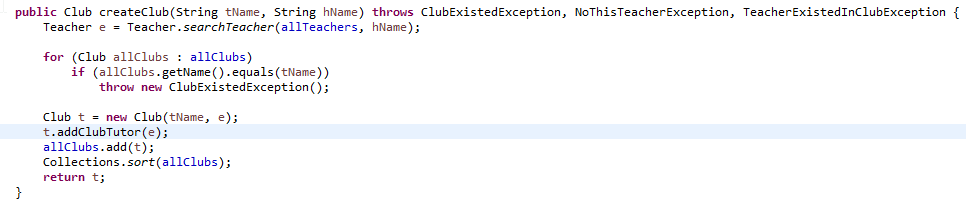 public Club createClub(String tName, String hName) throws ClubExistedException, NoThisTeacherException, TeacherExistedInClubException {
    Teacher e = Teacher.searchTeacher(allTeachers, hName);

    for (Club allClubs : allClubs)
        if (allClubs.getName().equals(tName))
            throw new ClubExistedException();

    Club t = new Club(tName, e);
    t.addClubTutor(e);
    allClubs.add(t);
    Collections.sort(allClubs);
    return t;
}